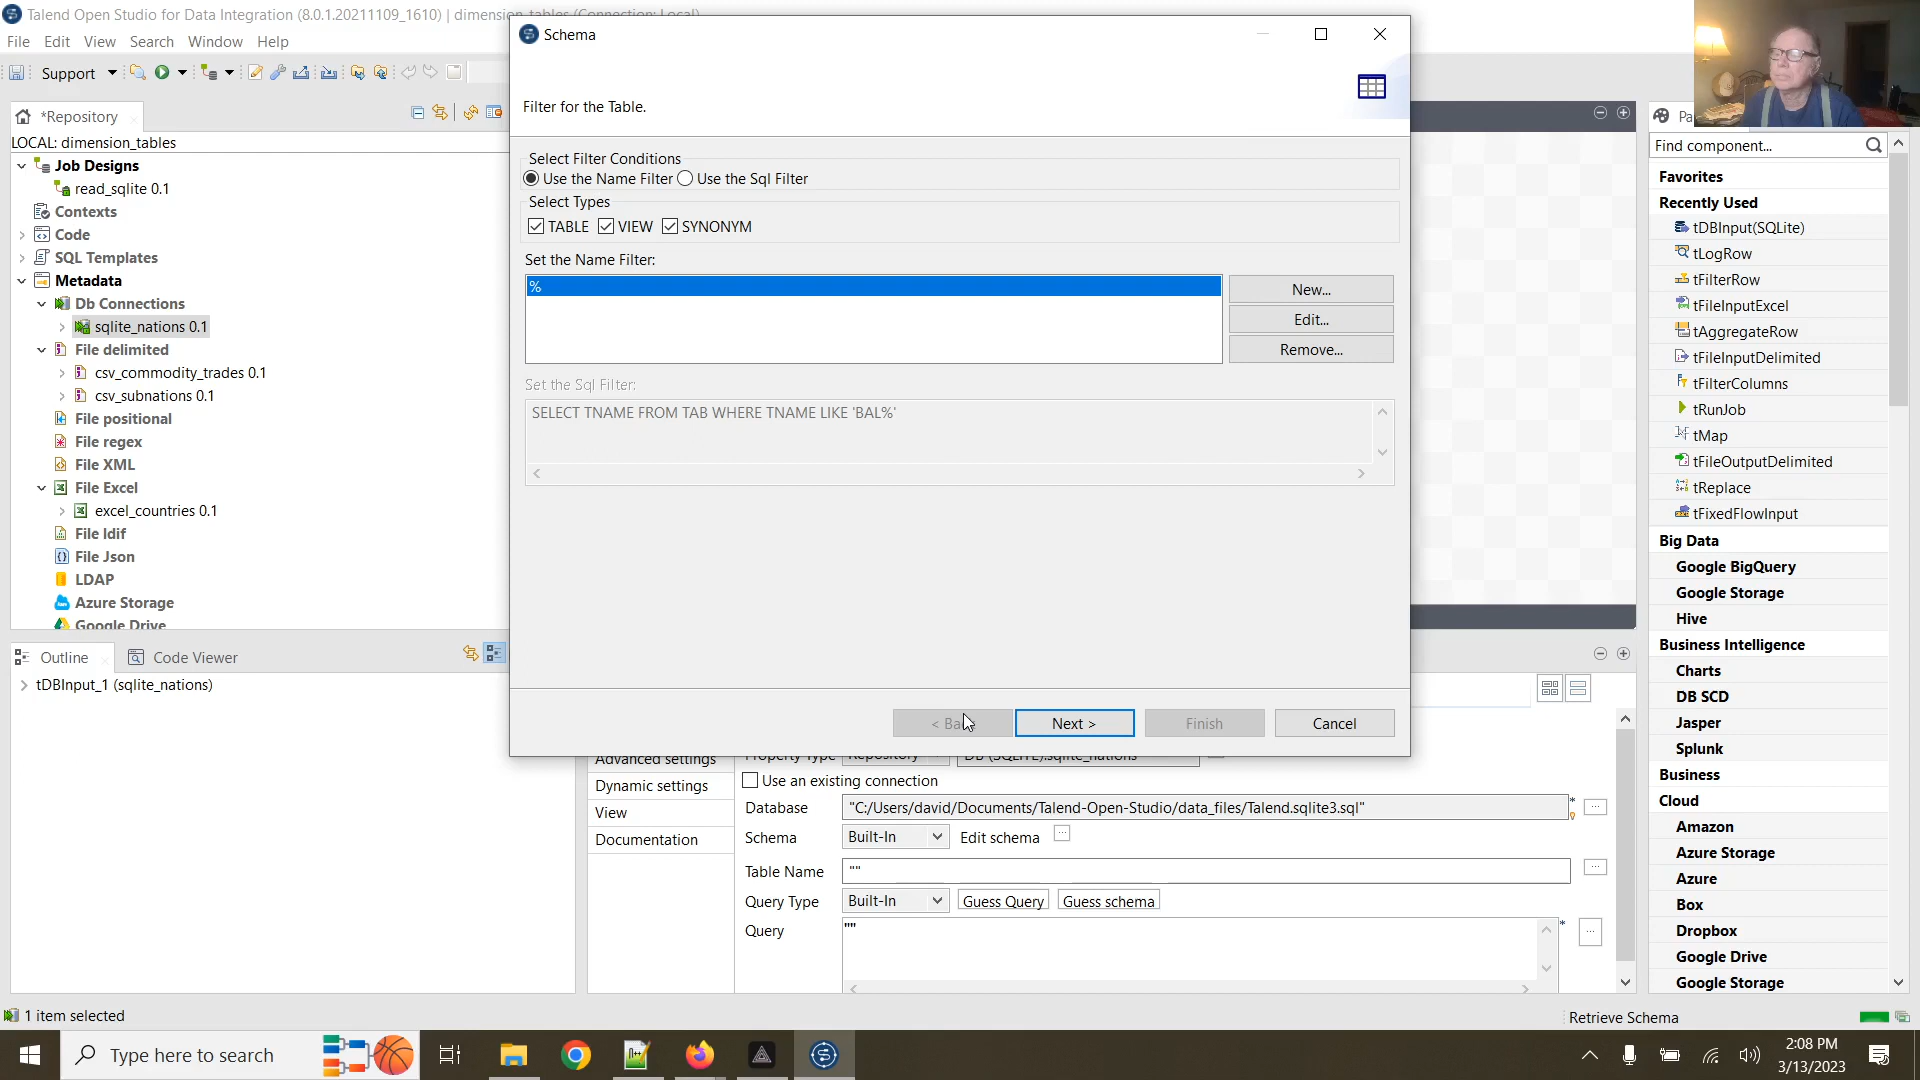 Talend Open Studio for Data Integration (8.0.1.20211109_1610) | dimension_tables (Connection: Local)
File Edit View Search Window Help
Support
*Repository
LOCAL: dimension_tables
Job Designs
read_sqlite 0.1
Contexts
Code
SQL Templates
Metadata
Db Connections
sqlite_nations 0.1
File delimited
csv_commodity_trades 0.1
csv_subnations 0.1
File positional
File regex
File XML
File Excel
excel_countries 0.1
File ldif
File Json
LDAP
Azure Storage
Google Drive
Outline
Code Viewer
tDBInput_1 (sqlite_nations)
1 item selected
Schema
Filter for the Table.
Select Filter Conditions
Use the Name Filter Use the Sql Filter
Select Types
TABLE VIEW SYNONYM
Set the Name Filter:
%
New...
Edit...
Remove...
Set the Sql Filter:
SELECT TNAME FROM TAB WHERE TNAME LIKE 'BAL%'
Next > Finish Cancel
Advanced settings
Dynamic settings
View
Documentation
Property Type Repository DB (SQLITE):sqlite_nations
Use an existing connection
Database "C:/Users/david/Documents/Talend-Open-Studio/data_files/Talend.sqlite3.sql" *
Schema Built-In Edit schema
Table Name ""
Query Type Built-In Guess Query Guess schema
Query "" *
Retrieve Schema
Find component...
Favorites
Recently Used
tDBInput(SQLite)
tLogRow
tFilterRow
tFileInputExcel
tAggregateRow
tFileInputDelimited
tFilterColumns
tRunJob
tMap
tFileOutputDelimited
tReplace
tFixedFlowInput
Big Data
Google BigQuery
Google Storage
Hive
Business Intelligence
Charts
DB SCD
Jasper
Splunk
Business
Cloud
Amazon
Azure Storage
Azure
Box
Dropbox
Google Drive
Google Storage
Type here to search
2:08 PM
3/13/2023